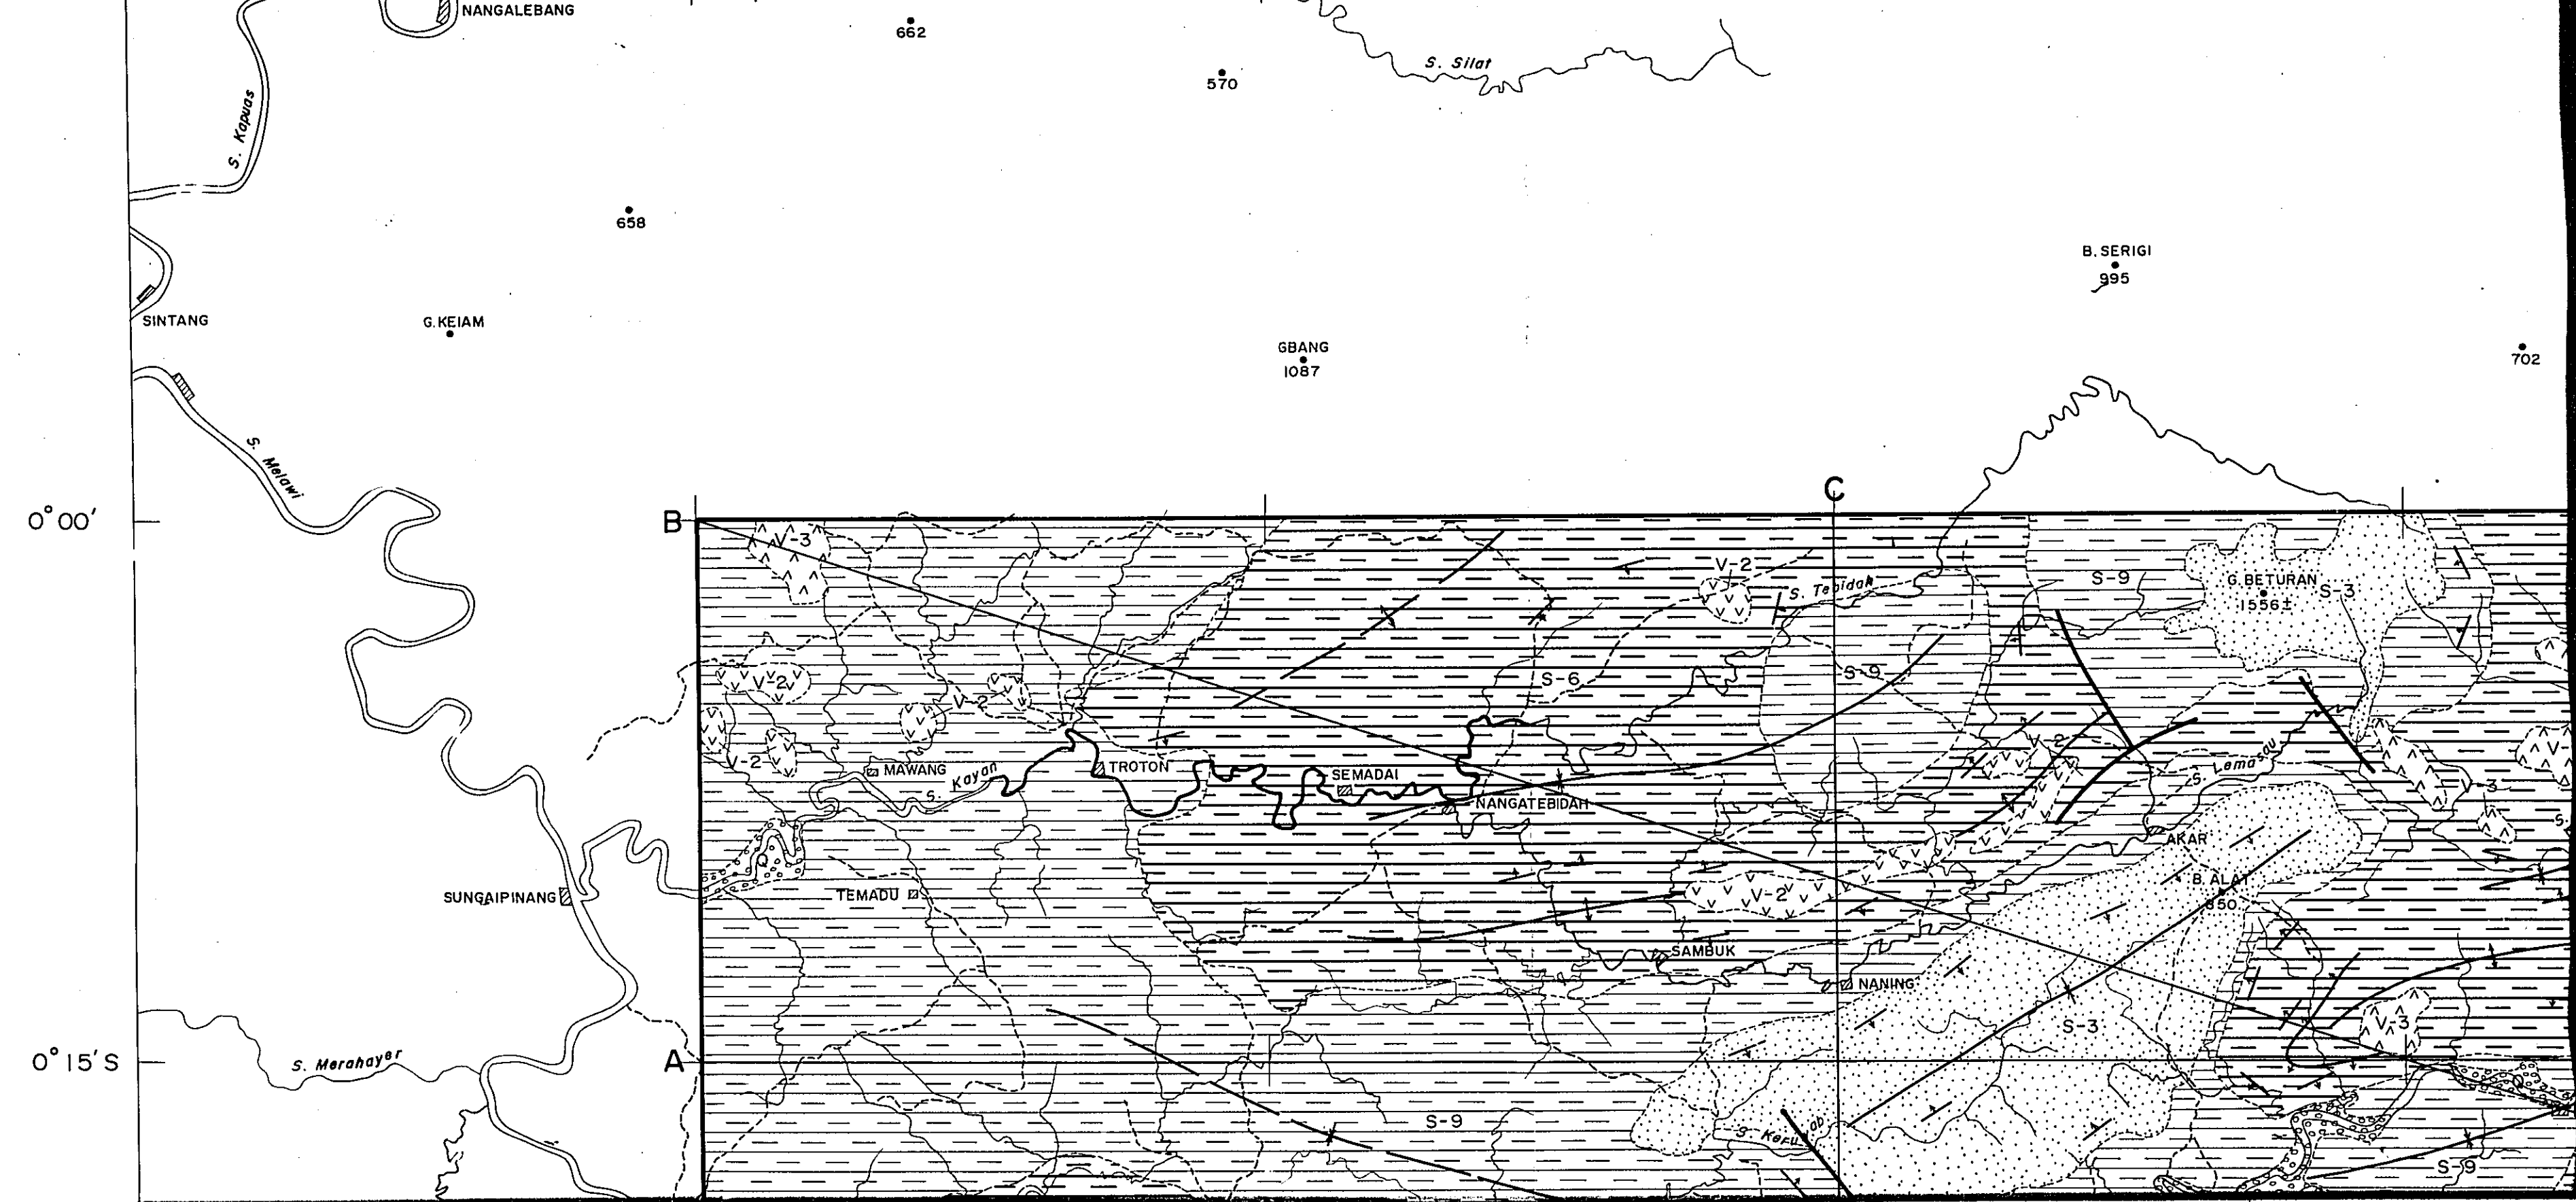 NANGALEBANG
662
S. Silat
570
S. Kapuas
658
B. SERIGI
995
SINTANG
G. KEIAM
GBANG
1087
702
S. Melawi
C
0°00'
B
V-3
V-2
S. Tebidah
S-9
G. BETURAN
S-3
1556±
V-2
S-6
S-9
V-2
V-2
V-2
S. Lemasau
MAWANG
TROTON
SEMADAI
S. Kayan
V-3
NANGATEBIDAH
S.
AKAR
Q
SUNGAIPINANG
TEMADU
V-2
B. ALAT
850
SAMBUK
NANING
S-3
V-3
0°15'S
S. Merahayer
A
Q
S-9
S-9